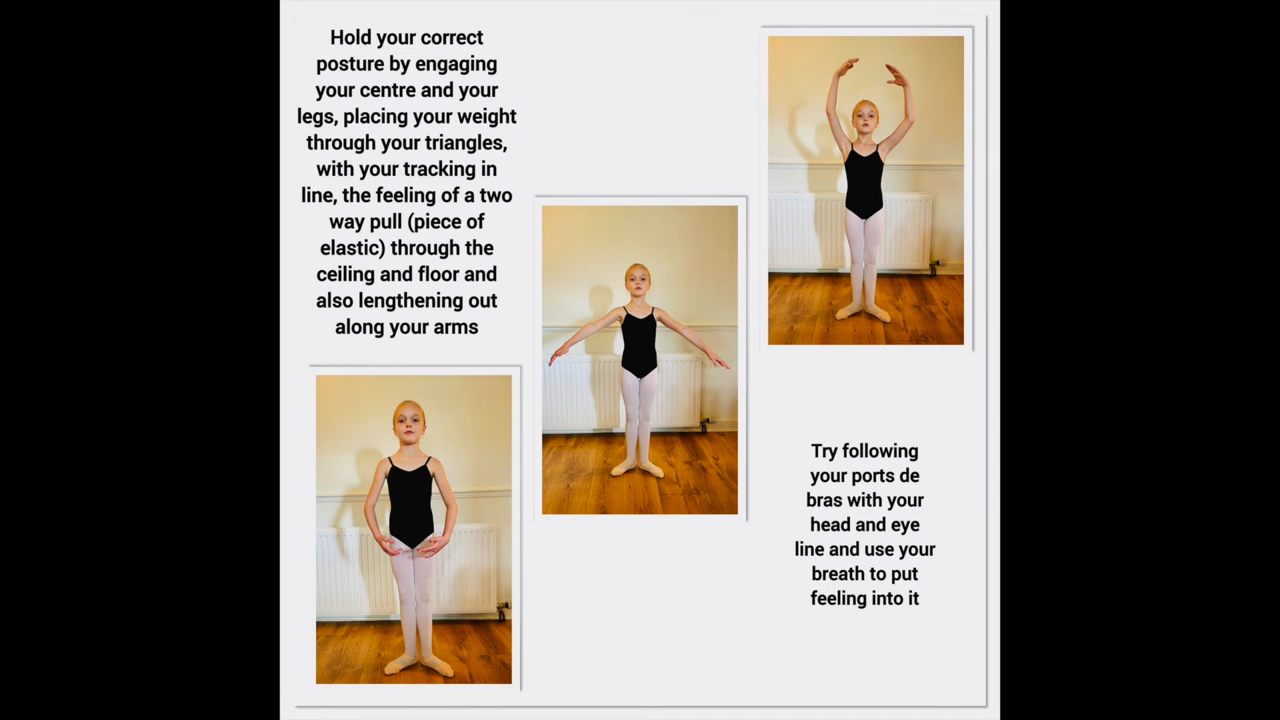 Hold your correct
posture by engaging
your centre and your
legs, placing your weight
through your triangles,
with your tracking in
line, the feeling of a two
way pull (piece of
elastic) through the
ceiling and floor and
also lengthening out
along your arms
Try following
your ports de
bras with your
head and eye
line and use your
breath to put
feeling into it